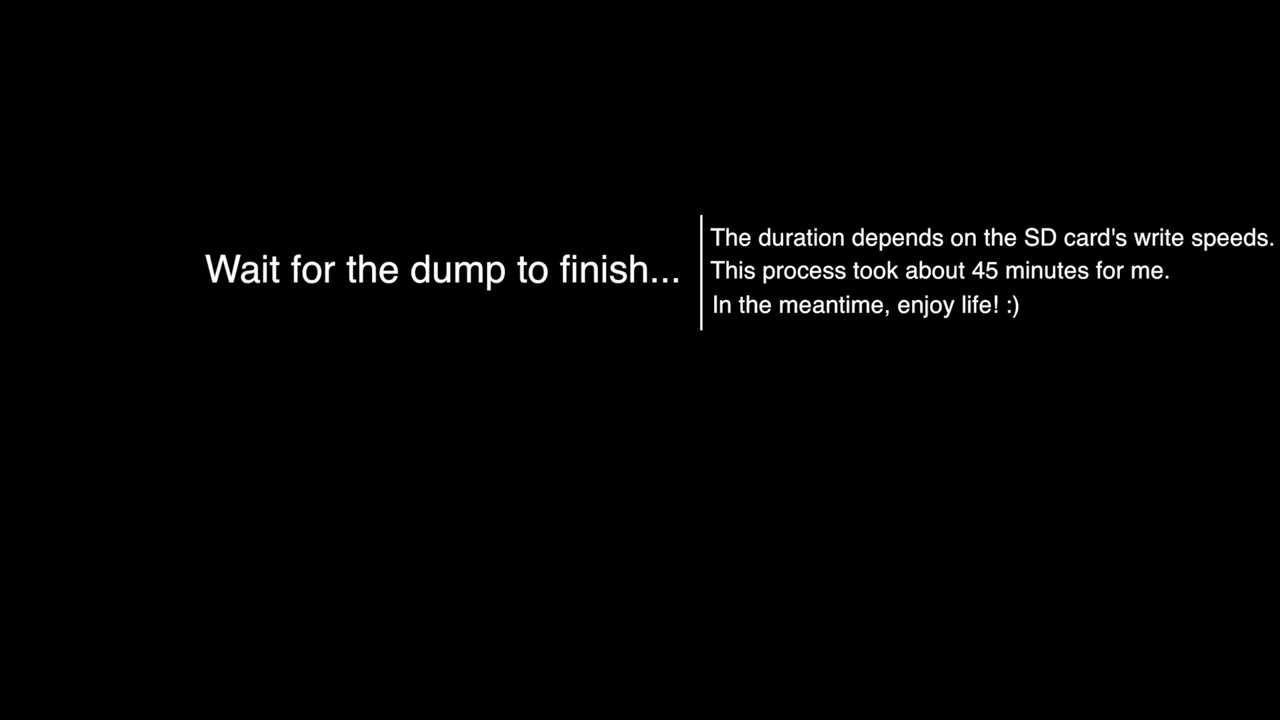 Wait for the dump to finish...
The duration depends on the SD card's write speeds.
This process took about 45 minutes for me.
In the meantime, enjoy life! :)